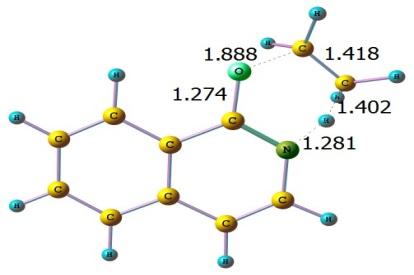 H
H C
1.888 1.418 H
O C
H 1.274 H 1.402
H
H C C N 1.281
C C
C C
H C C H
C
H H